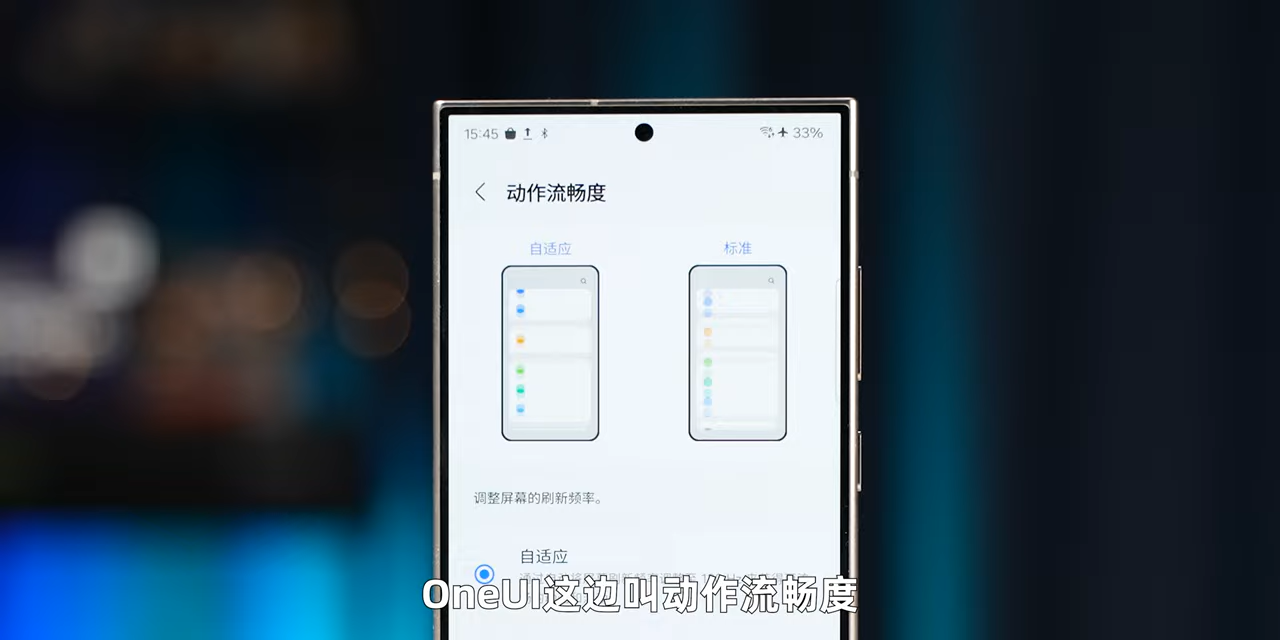 15:45 33%
动作流畅度
自适应 标准
调整屏幕的刷新频率。
自适应
OneUI这边叫动作流畅度